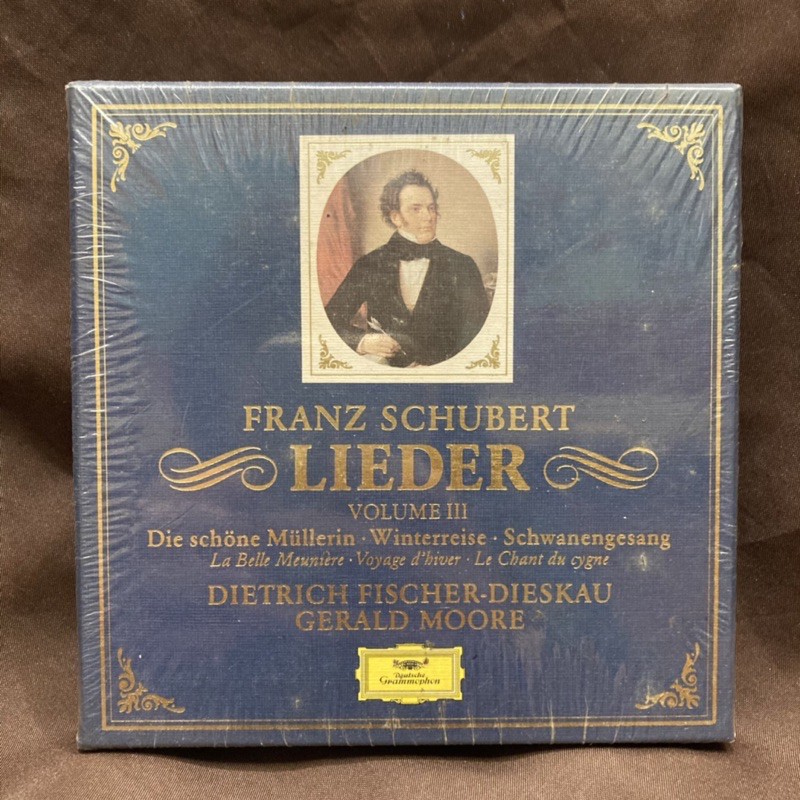 FRANZ SCHUBERT
LIEDER
VOLUME III
Die schöne Müllerin · Winterreise · Schwanengesang
La Belle Meunière · Voyage d'hiver · Le Chant du cygne
DIETRICH FISCHER-DIESKAU
GERALD MOORE
Deutsche
Grammophon